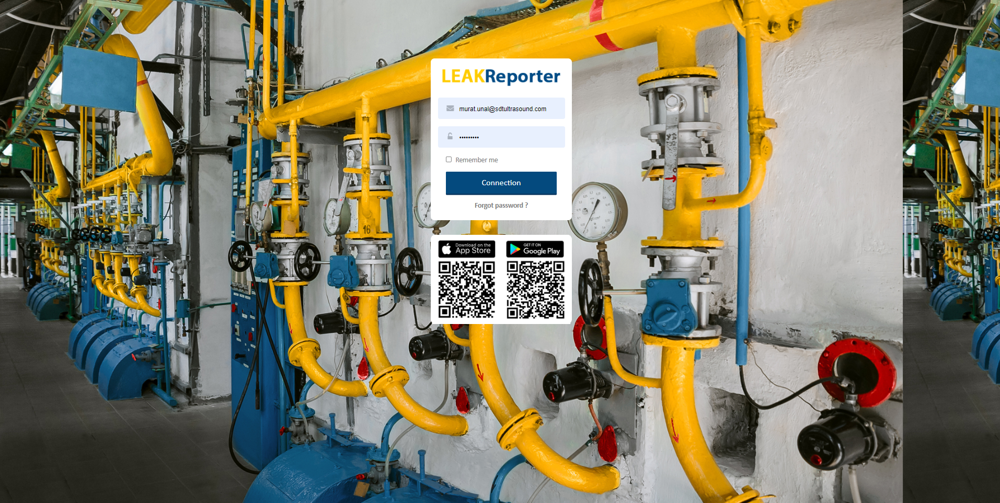 LEAKReporter
murat.unal@sdtultrasound.com
•••••••••
Remember me
Connection
Forgot password ?
Download on the
App Store
GET IT ON
Google Play
16